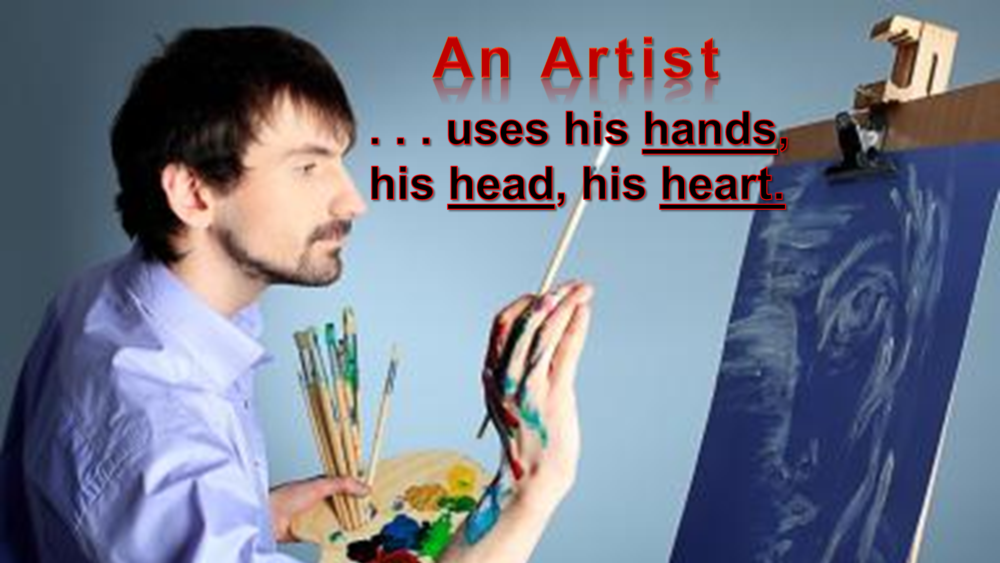 An Artist
. . . uses his hands,
his head, his heart.